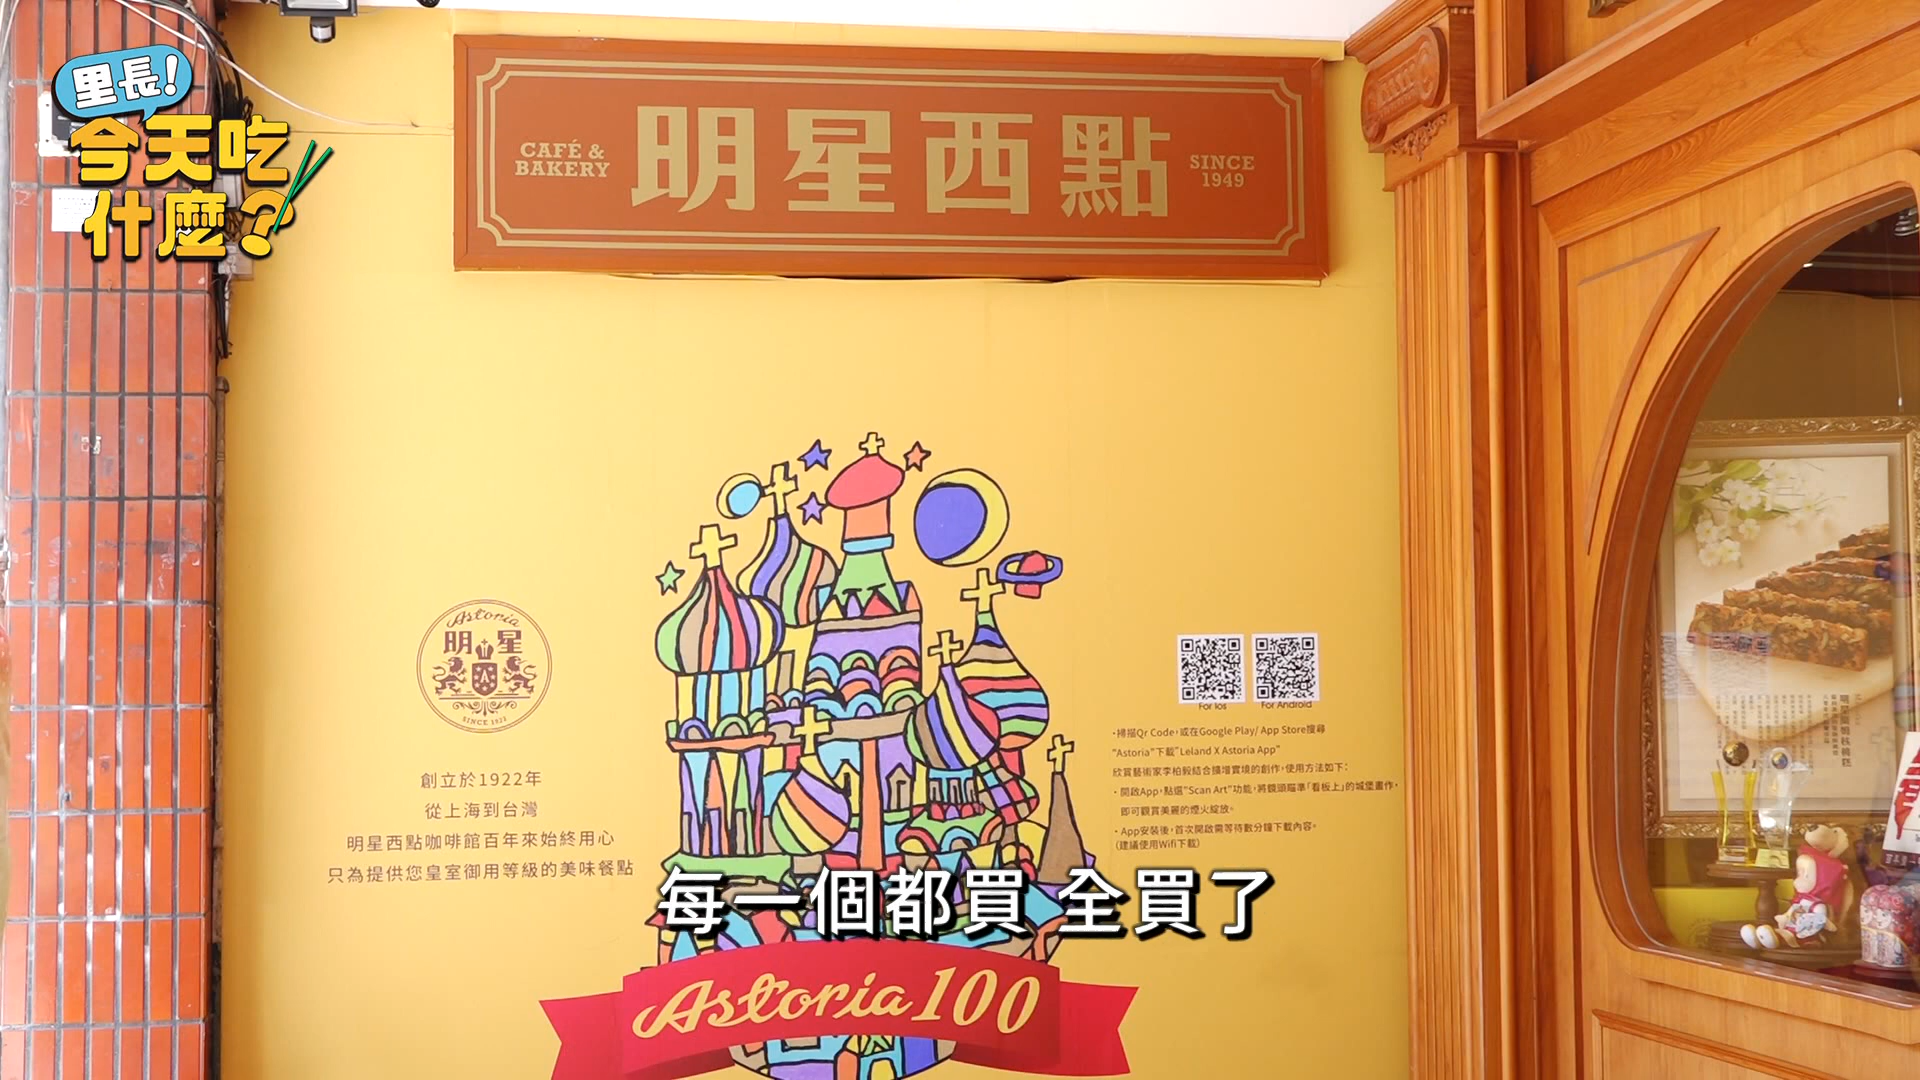 里長!
今天吃
什麼?
CAFÉ &
BAKERY
明星西點
SINCE
1949
Astoria
明星
SINCE 1922
創立於1922年
從上海到台灣
明星西點咖啡館百年來始終用心
只為提供您皇室御用等級的美味餐點
For Ios
For Android
•掃描Qr Code,或在Google Play/ App Store搜尋
"Astoria"下載"Leland X Astoria App"
欣賞藝術家李柏毅結合擴增實境的創作,使用方法如下:
•開啟App,點選"Scan Art"功能,將鏡頭瞄準「看板上」的城堡畫作,
即可觀賞美麗的煙火綻放。
•App安裝後,首次開啟需等待數分鐘下載內容。
(建議使用Wifi下載)
每一個都買 全買了
Astoria 100